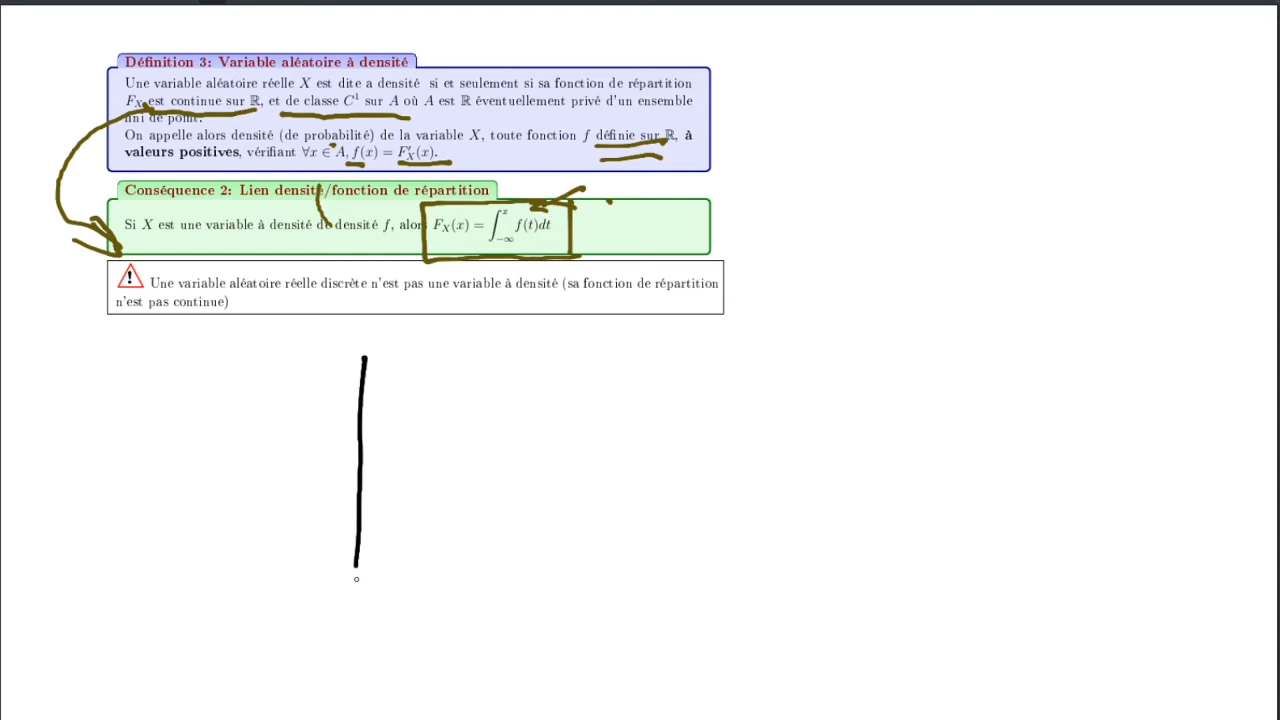 Définition 3: Variable aléatoire à densité
Une variable aléatoire réelle X est dite a densité si et seulement si sa fonction de répartition
F_X est continue sur ℝ, et de classe C¹ sur A où A est ℝ éventuellement privé d'un ensemble
fini de point.
On appelle alors densité (de probabilité) de la variable X, toute fonction f définie sur ℝ, à
valeurs positives, vérifiant ∀x ∈ A, f(x) = F'_X(x).
Conséquence 2: Lien densité/fonction de répartition
Si X est une variable à densité de densité f, alors F_X(x) = ∫_{-∞}^{x} f(t)dt
! Une variable aléatoire réelle discrète n'est pas une variable à densité (sa fonction de répartition
n'est pas continue)